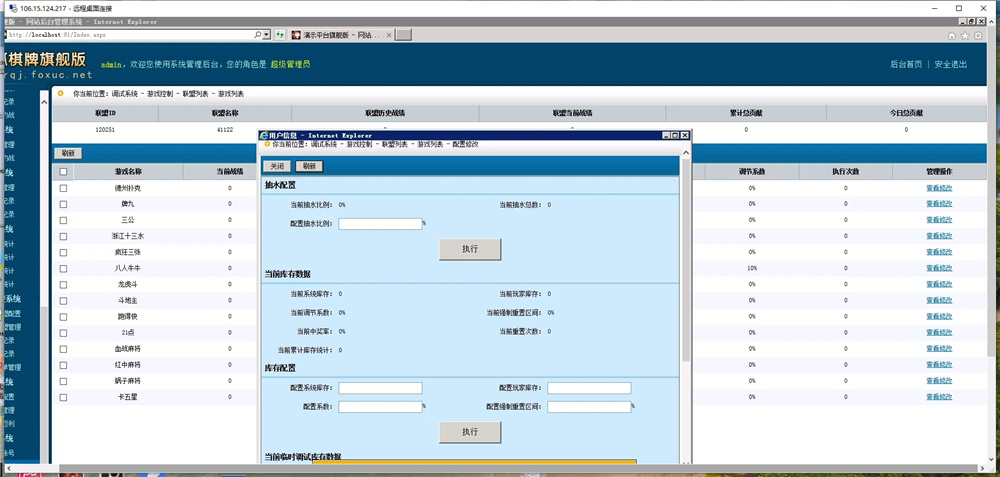 106.15.124.217 - 远程桌面连接
舰版 - 网站后台管理系统 - Internet Explorer
http://localhost:81/Index.aspx
演示平台旗舰版 - 网站...
棋牌旗舰版
rqj.foxuc.net
admin, 欢迎您使用系统管理后台, 您的角色是 超级管理员
后台首页 | 安全退出
你当前位置: 调试系统 - 游戏控制 - 联盟列表 - 游戏列表
联盟ID 联盟名称 联盟历史战绩 联盟当前战绩 累计总贡献 今日总贡献
120251 41122 0 0
刷新
游戏名称 当前战绩 调节系数 执行次数 管理操作
德州扑克 0 0% 0 查看修改
牌九 0 0% 0 查看修改
三公 0 0% 0 查看修改
浙江十三水 0 0% 0 查看修改
疯狂三张 0 0% 0 查看修改
八人牛牛 0 10% 0 查看修改
龙虎斗 0 0% 0 查看修改
斗地主 0 0% 0 查看修改
跑得快 0 0% 0 查看修改
21点 0 0% 0 查看修改
血战麻将 0 0% 0 查看修改
红中麻将 0 0% 0 查看修改
锅子麻将 0 0% 0 查看修改
卡五星 0 0% 0 查看修改
用户信息 - Internet Explorer
你当前位置: 调试系统 - 游戏控制 - 联盟列表 - 游戏列表 - 配置修改
关闭 刷新
抽水配置
当前抽水比例: 0% 当前抽水总数: 0
配置抽水比例: %
执行
当前库存数据
当前系统库存: 0 当前玩家库存: 0
当前调节系数: 0% 当前强制重置区间: 0%
当前中奖率: 0% 当前重置次数: 0
当前累计库存统计: 0
库存配置
配置系统库存: 配置玩家库存:
配置系数: % 配置强制重置区间: %
执行
当前临时调试库存数据